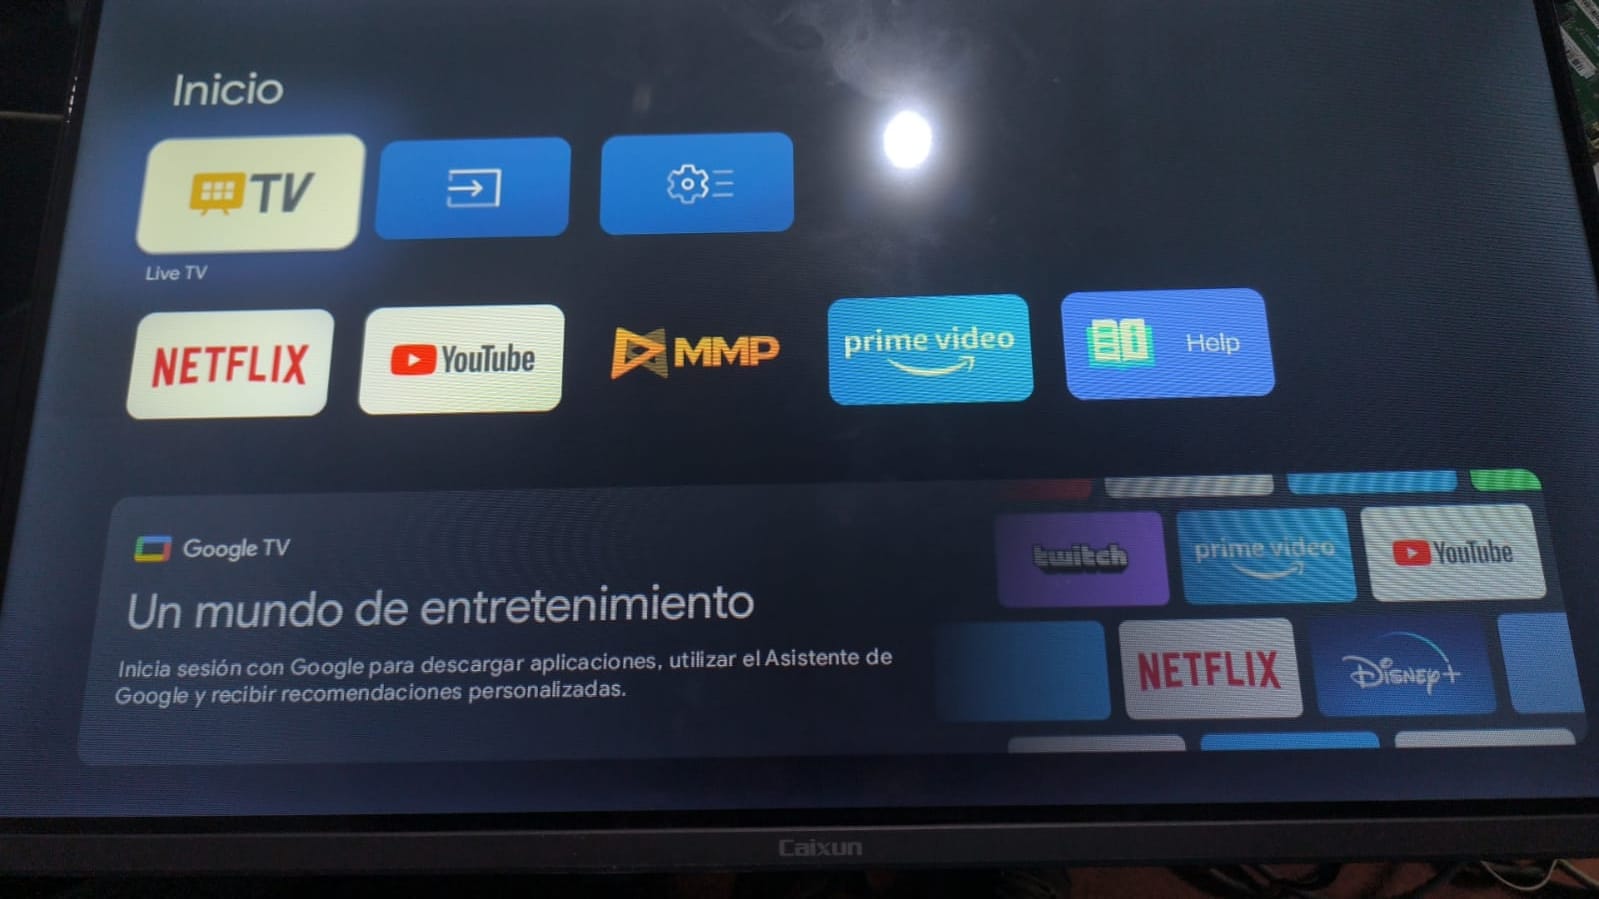 Inicio
TV
Live TV
NETFLIX
YouTube
MMP
prime video
Help
Google TV
Un mundo de entretenimiento
Inicia sesión con Google para descargar aplicaciones, utilizar el Asistente de
Google y recibir recomendaciones personalizadas.
twitch
prime video
YouTube
NETFLIX
Disney+
Caixun